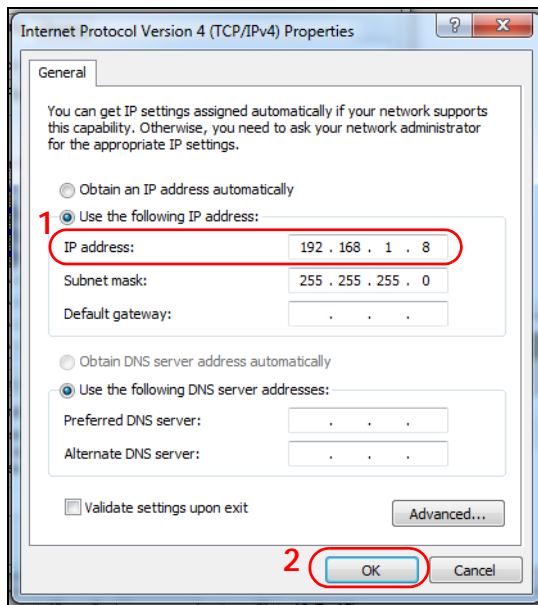 Internet Protocol Version 4 (TCP/IPv4) Properties
General
You can get IP settings assigned automatically if your network supports
this capability. Otherwise, you need to ask your network administrator
for the appropriate IP settings.
Obtain an IP address automatically
1 Use the following IP address:
IP address: 192 . 168 . 1 . 8
Subnet mask: 255 . 255 . 255 . 0
Default gateway: . . .
Obtain DNS server address automatically
Use the following DNS server addresses:
Preferred DNS server: . . .
Alternate DNS server: . . .
Validate settings upon exit
Advanced...
2 OK Cancel